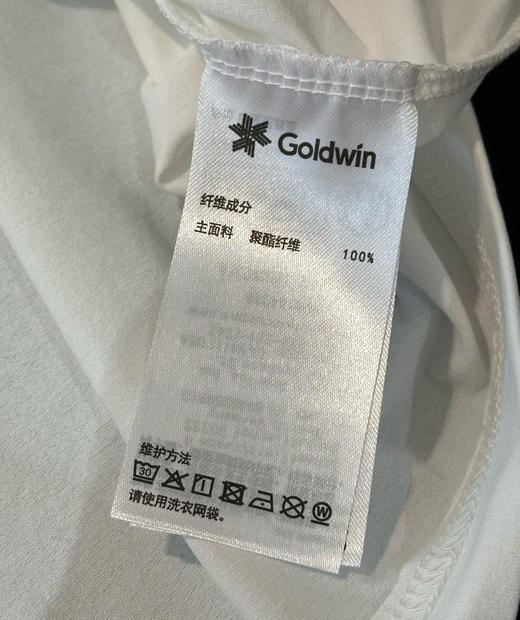 Goldwin
纤维成分
主面料 聚酯纤维 100%
维护方法
30 W
请使用洗衣网袋。